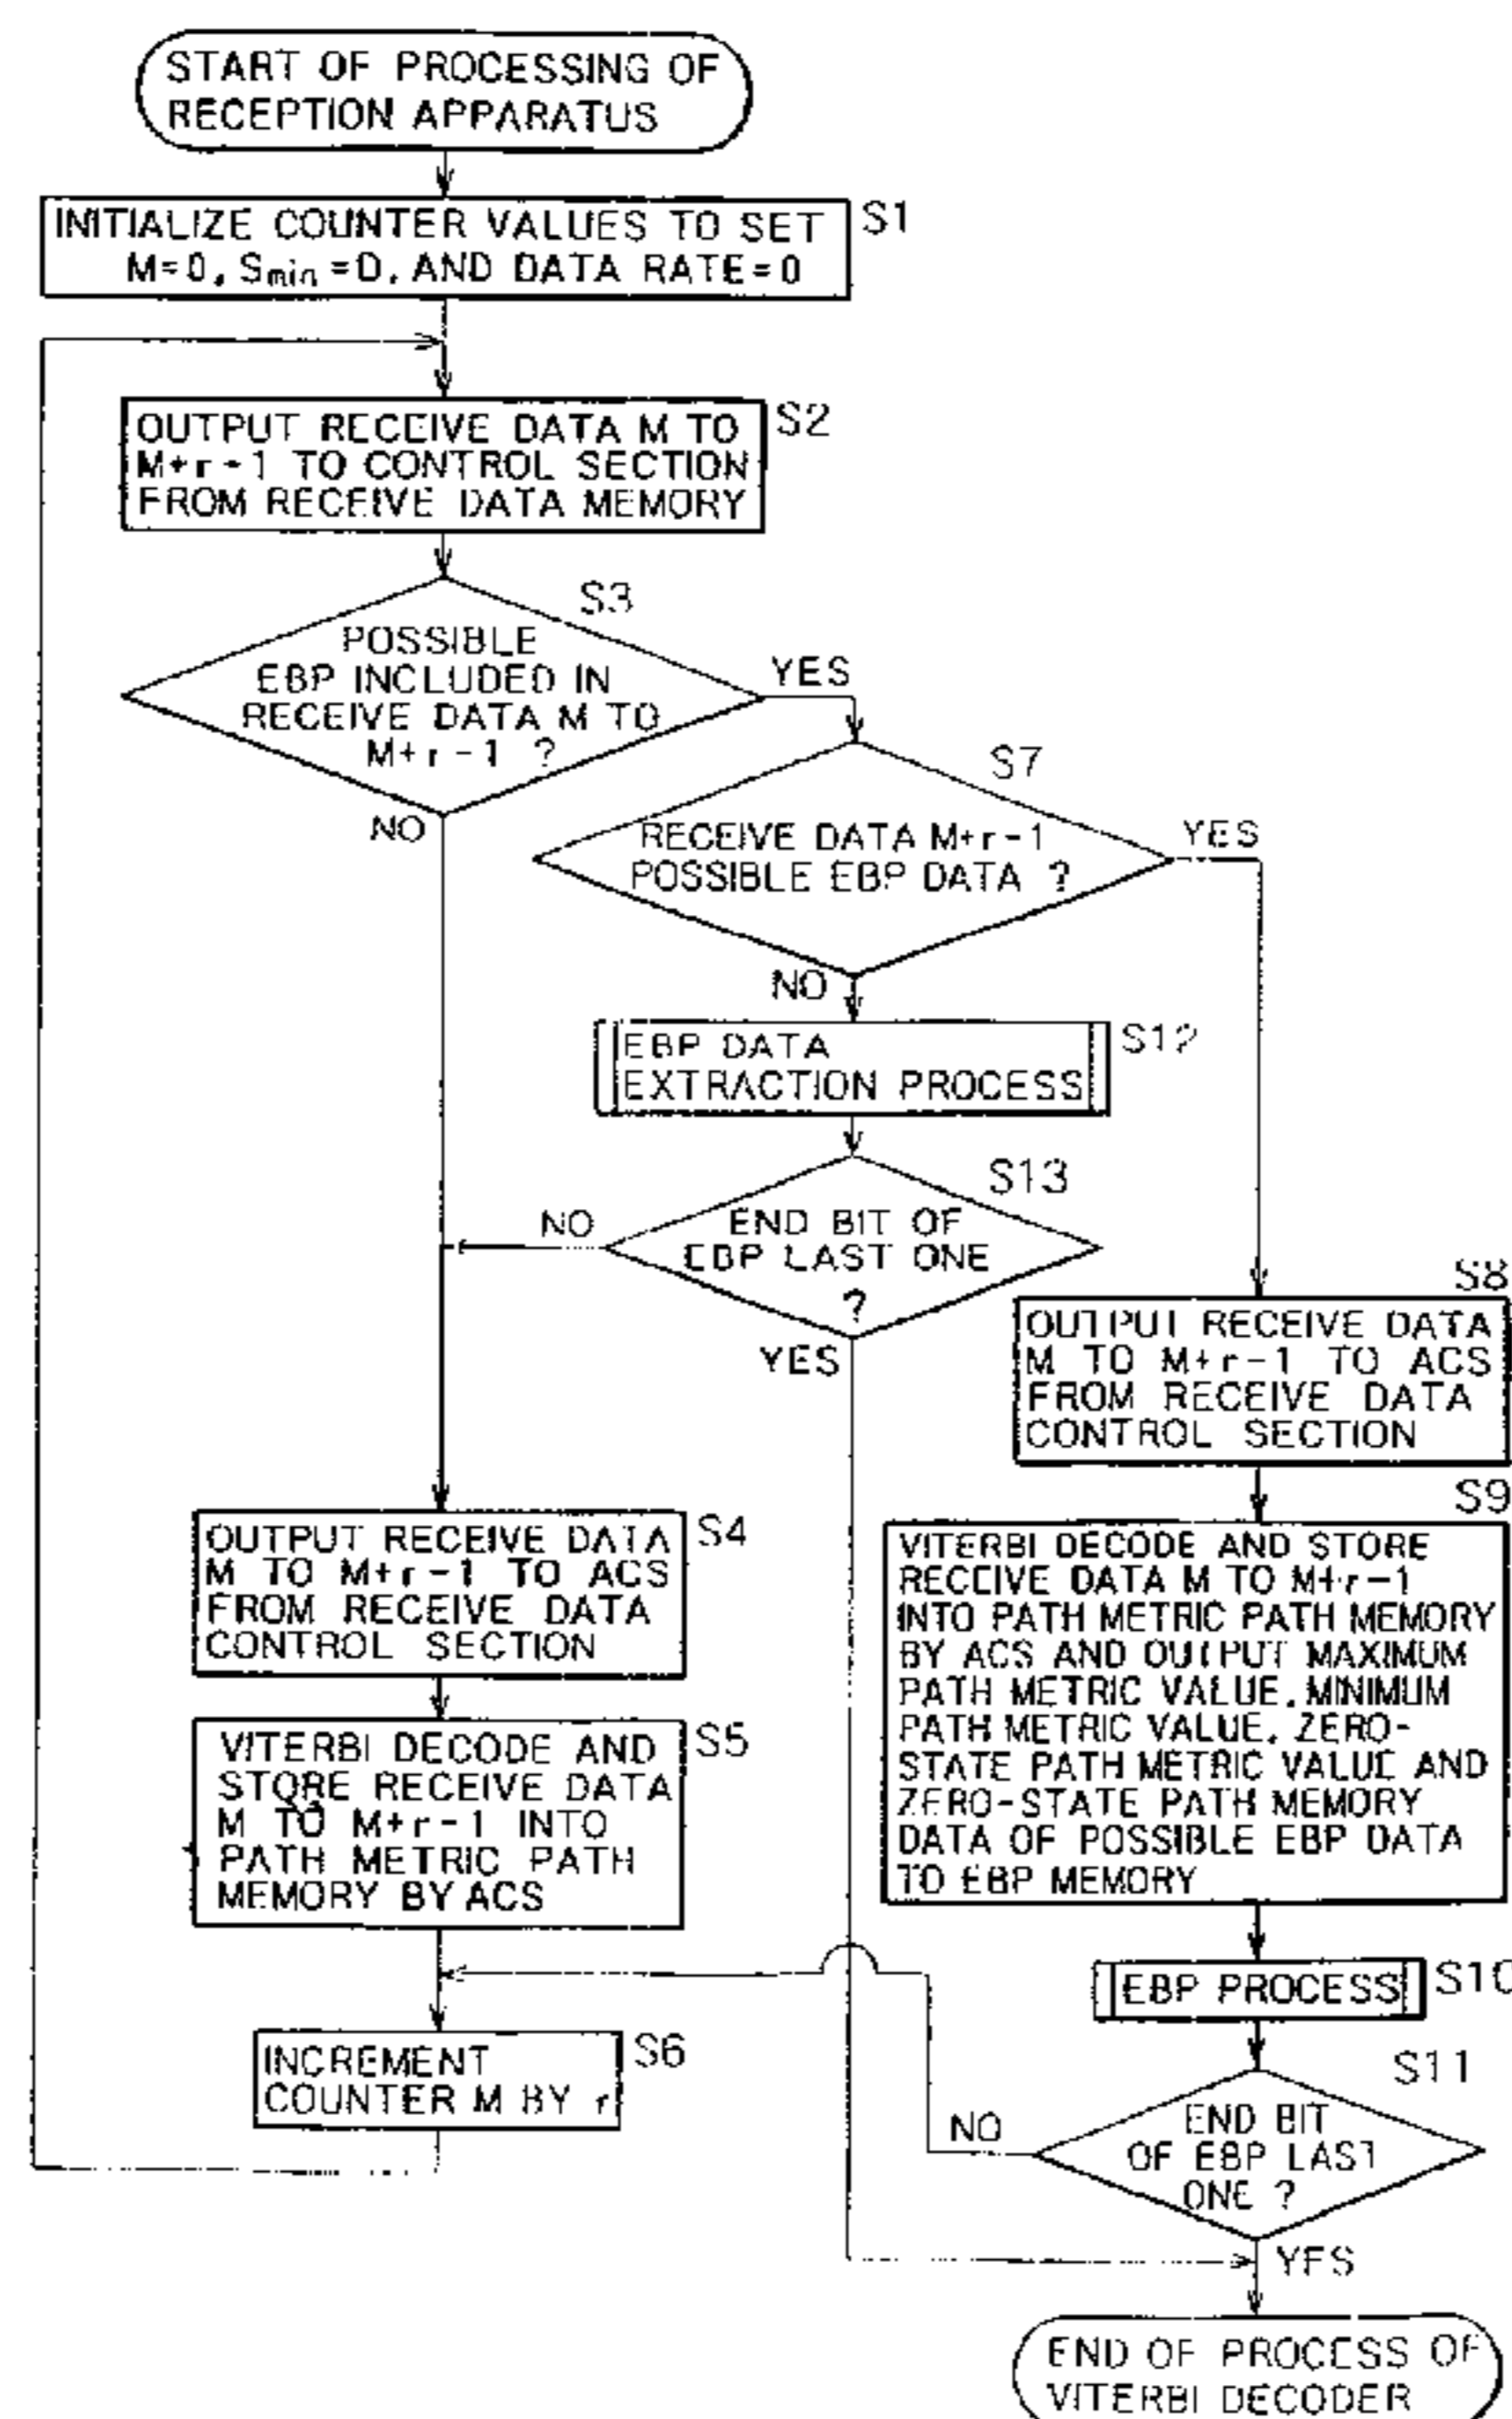 START OF PROCESSING OF
RECEPTION APPARATUS
INITIALIZE COUNTER VALUES TO SET
M=0, Smin=D, AND DATA RATE=0
S1
OUTPUT RECEIVE DATA M TO
M+r-1 TO CONTROL SECTION
FROM RECEIVE DATA MEMORY
S2
S3
POSSIBLE
EBP INCLUDED IN
RECEIVE DATA M TO
M+r-1 ?
YES
NO
S7
RECEIVE DATA M+r-1
POSSIBLE EBP DATA ?
YES
NO
EBP DATA
EXTRACTION PROCESS
S12
S13
END BIT OF
EBP LAST ONE
?
NO
YES
S8
OUTPUT RECEIVE DATA
M TO M+r-1 TO ACS
FROM RECEIVE DATA
CONTROL SECTION
OUTPUT RECEIVE DATA
M TO M+r-1 TO ACS
FROM RECEIVE DATA
CONTROL SECTION
S4
S9
VITERBI DECODE AND STORE
RECEIVE DATA M TO M+r-1
INTO PATH METRIC PATH MEMORY
BY ACS AND OUTPUT MAXIMUM
PATH METRIC VALUE, MINIMUM
PATH METRIC VALUE, ZERO-
STATE PATH METRIC VALUE AND
ZERO-STATE PATH MEMORY
DATA OF POSSIBLE EBP DATA
TO EBP MEMORY
VITERBI DECODE AND
STORE RECEIVE DATA
M TO M+r-1 INTO
PATH METRIC PATH
MEMORY BY ACS
S5
EBP PROCESS
S10
INCREMENT
COUNTER M BY r
S6
S11
END BIT
OF EBP LAST
ONE ?
NO
YES
END OF PROCESS OF
VITERBI DECODER